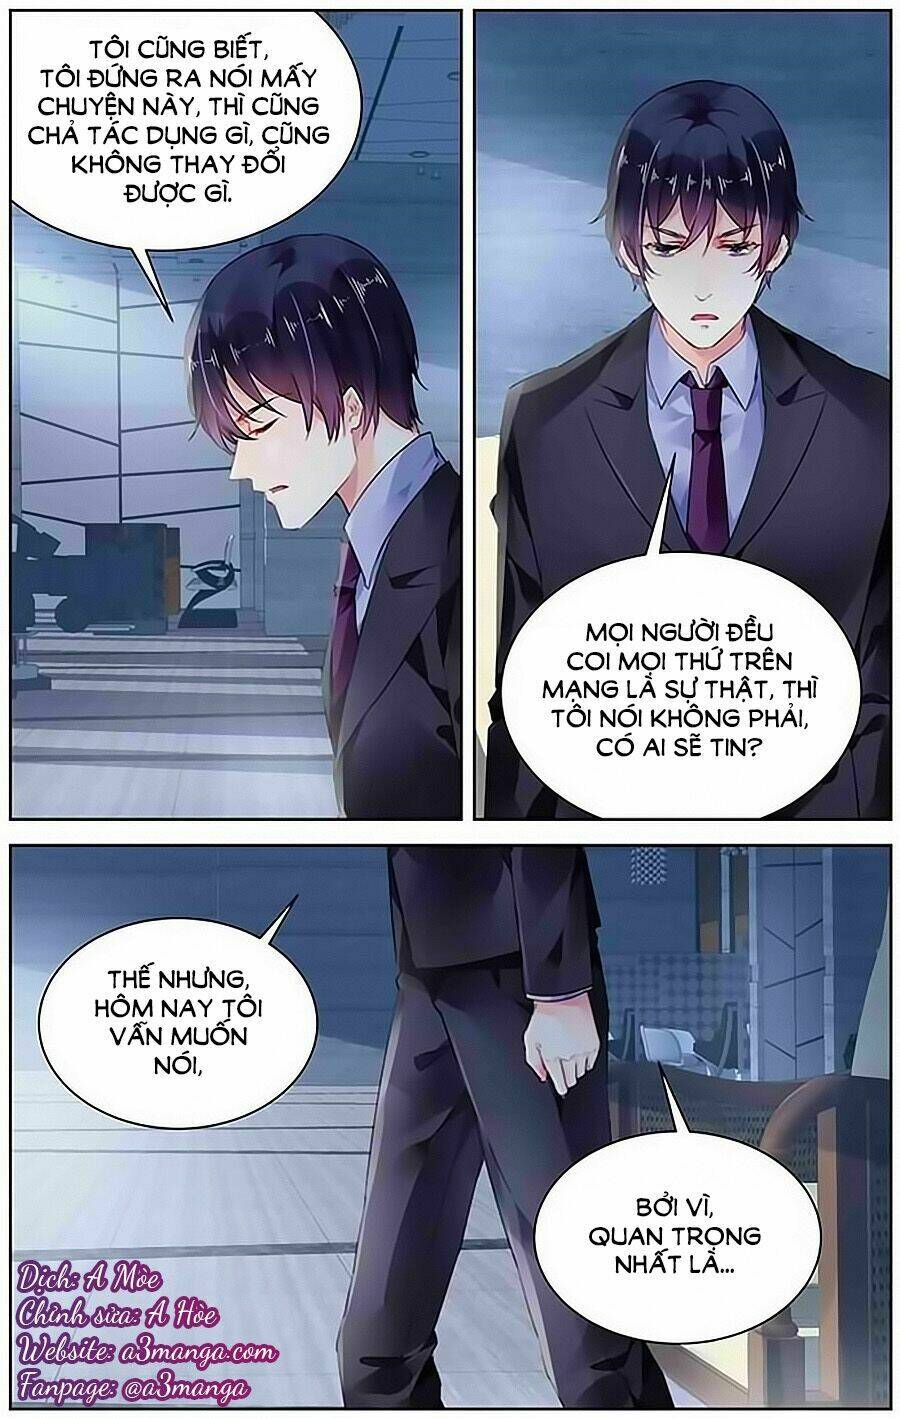 TÔI CŨNG BIẾT,
TÔI ĐỨNG RA NÓI MẤY
CHUYỆN NÀY, THÌ CŨNG
CHẢ TÁC DỤNG GÌ, CŨNG
KHÔNG THAY ĐỔI
ĐƯỢC GÌ.
MỌI NGƯỜI ĐỀU
COI MỌI THỨ TRÊN
MẠNG LÀ SỰ THẬT, THÌ
TÔI NÓI KHÔNG PHẢI,
CÓ AI SẼ TIN?
THẾ NHƯNG,
HÔM NAY TÔI
VẪN MUỐN
NÓI,
BỞI VÌ,
QUAN TRỌNG
NHẤT LÀ...
Dịch: A Mòe
Chỉnh sửa: A Hòe
Website: a3manga.com
Fanpage: @a3manga